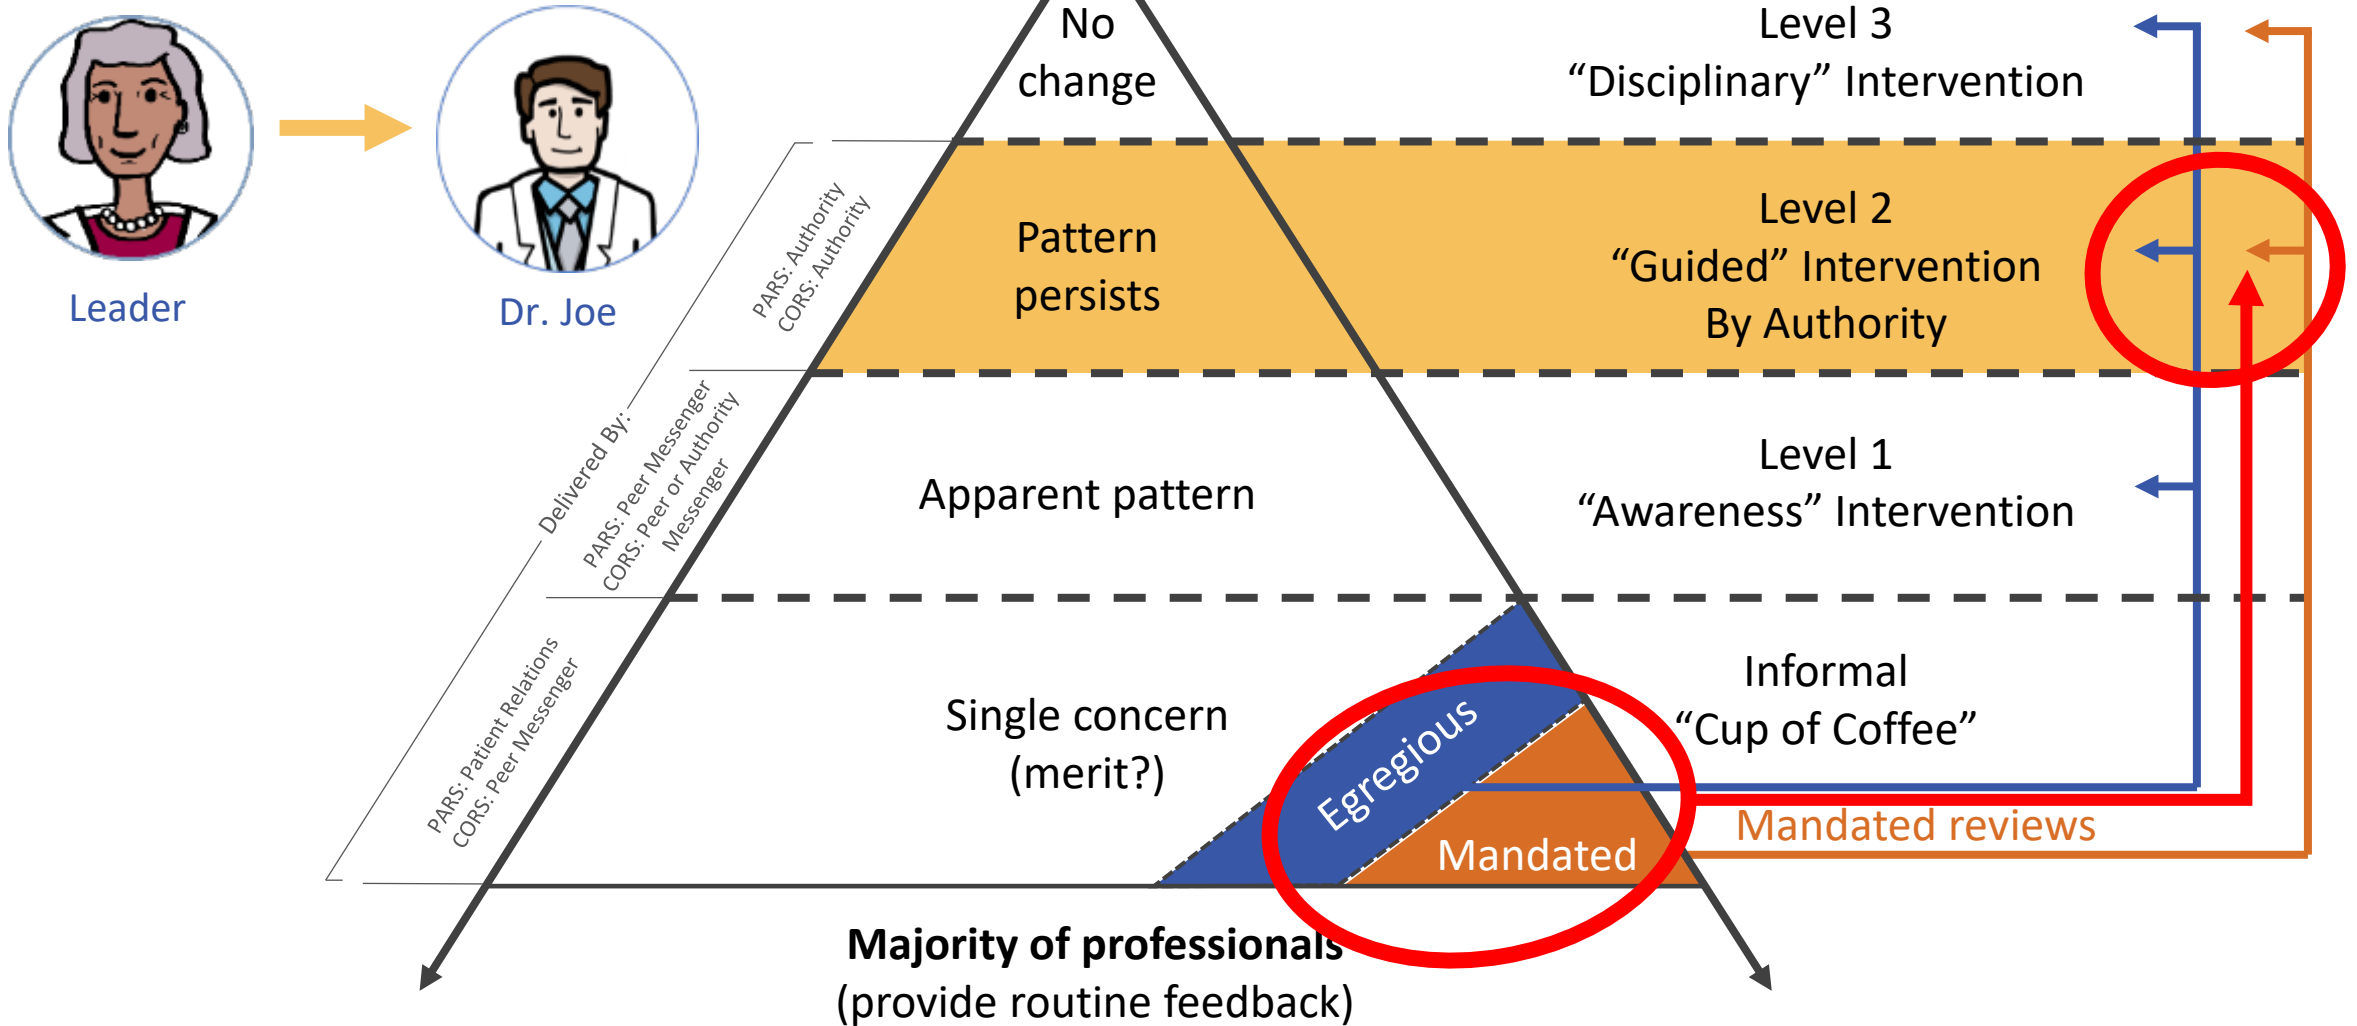 No
change
Level 3
“Disciplinary” Intervention
Leader
Dr. Joe
Delivered By:
PARS: Authority
CORS: Authority
Pattern
persists
Level 2
“Guided” Intervention
By Authority
PARS: Peer Messenger
CORS: Peer or Authority
Messenger
Apparent pattern
Level 1
“Awareness” Intervention
PARS: Patient Relations
CORS: Peer Messenger
Single concern
(merit?)
Egregious
Mandated
Informal
“Cup of Coffee”
Mandated reviews
Majority of professionals
(provide routine feedback)